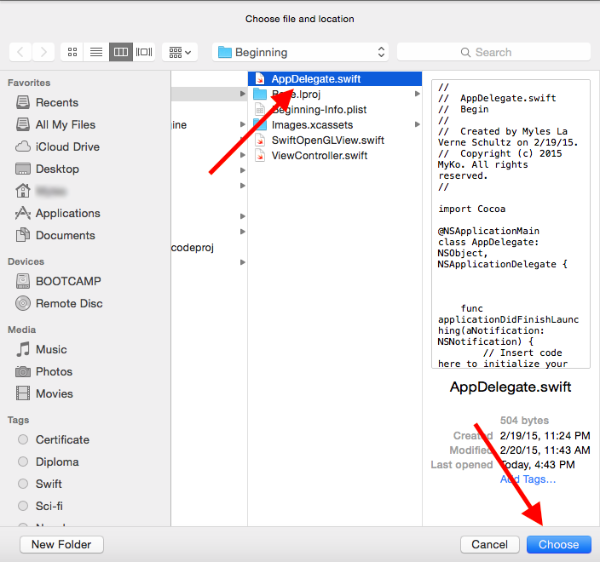 Choose file and location
Beginning
Search
Favorites
Recents
All My Files
iCloud Drive
Desktop
Applications
Documents
Devices
BOOTCAMP
Remote Disc
Media
Music
Photos
Movies
Tags
Certificate
Diploma
Swift
Sci-fi
gine
codeproj
AppDelegate.swift
Base.lproj
Beginning-Info.plist
Images.xcassets
SwiftOpenGLView.swift
ViewController.swift
//
//  AppDelegate.swift
//  Begin
//
//  Created by Myles La
Verne Schultz on 2/19/15.
//  Copyright (c) 2015
MyKo. All rights
reserved.
//
import Cocoa
@NSApplicationMain
class AppDelegate:
NSObject,
NSApplicationDelegate {
func
applicationDidFinishLaunc
hing(aNotification:
NSNotification) {
// Insert code
here to initialize your
AppDelegate.swift
504 bytes
Created 2/19/15, 11:24 PM
Modified 2/20/15, 11:43 AM
Last opened Today, 4:43 PM
Add Tags…
New Folder
Cancel
Choose